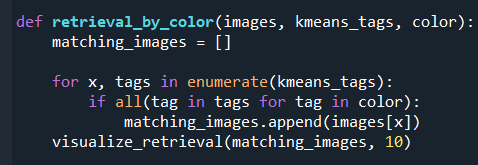 def retrieval_by_color(images, kmeans_tags, color):
    matching_images = []

    for x, tags in enumerate(kmeans_tags):
        if all(tag in tags for tag in color):
            matching_images.append(images[x])
    visualize_retrieval(matching_images, 10)